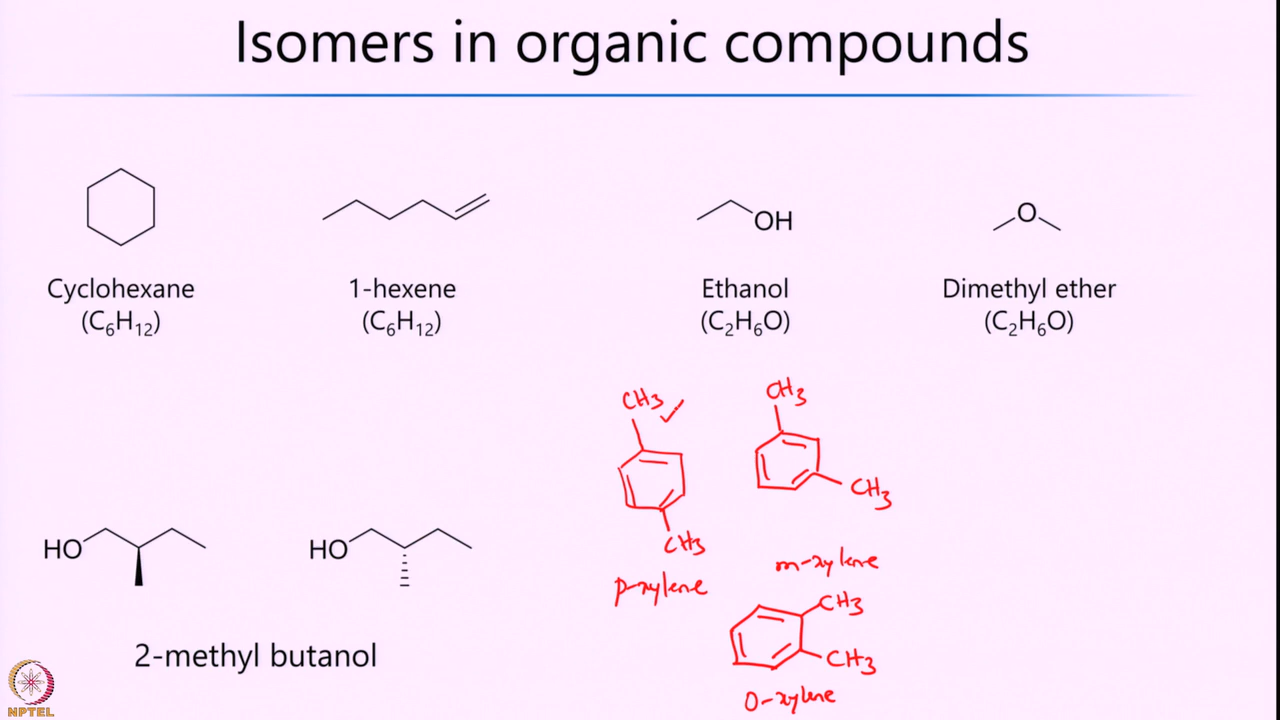 Isomers in organic compounds
OH
O
Cyclohexane
(C₆H₁₂)
1-hexene
(C₆H₁₂)
Ethanol
(C₂H₆O)
Dimethyl ether
(C₂H₆O)
CH₃
CH₃
CH₃
CH₃
p-xylene
m-xylene
CH₃
CH₃
O-xylene
HO
HO
2-methyl butanol
NPTEL